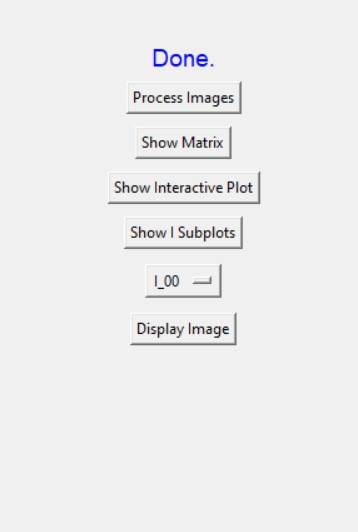 Done.
Process Images
Show Matrix
Show Interactive Plot
Show I Subplots
I_00
Display Image